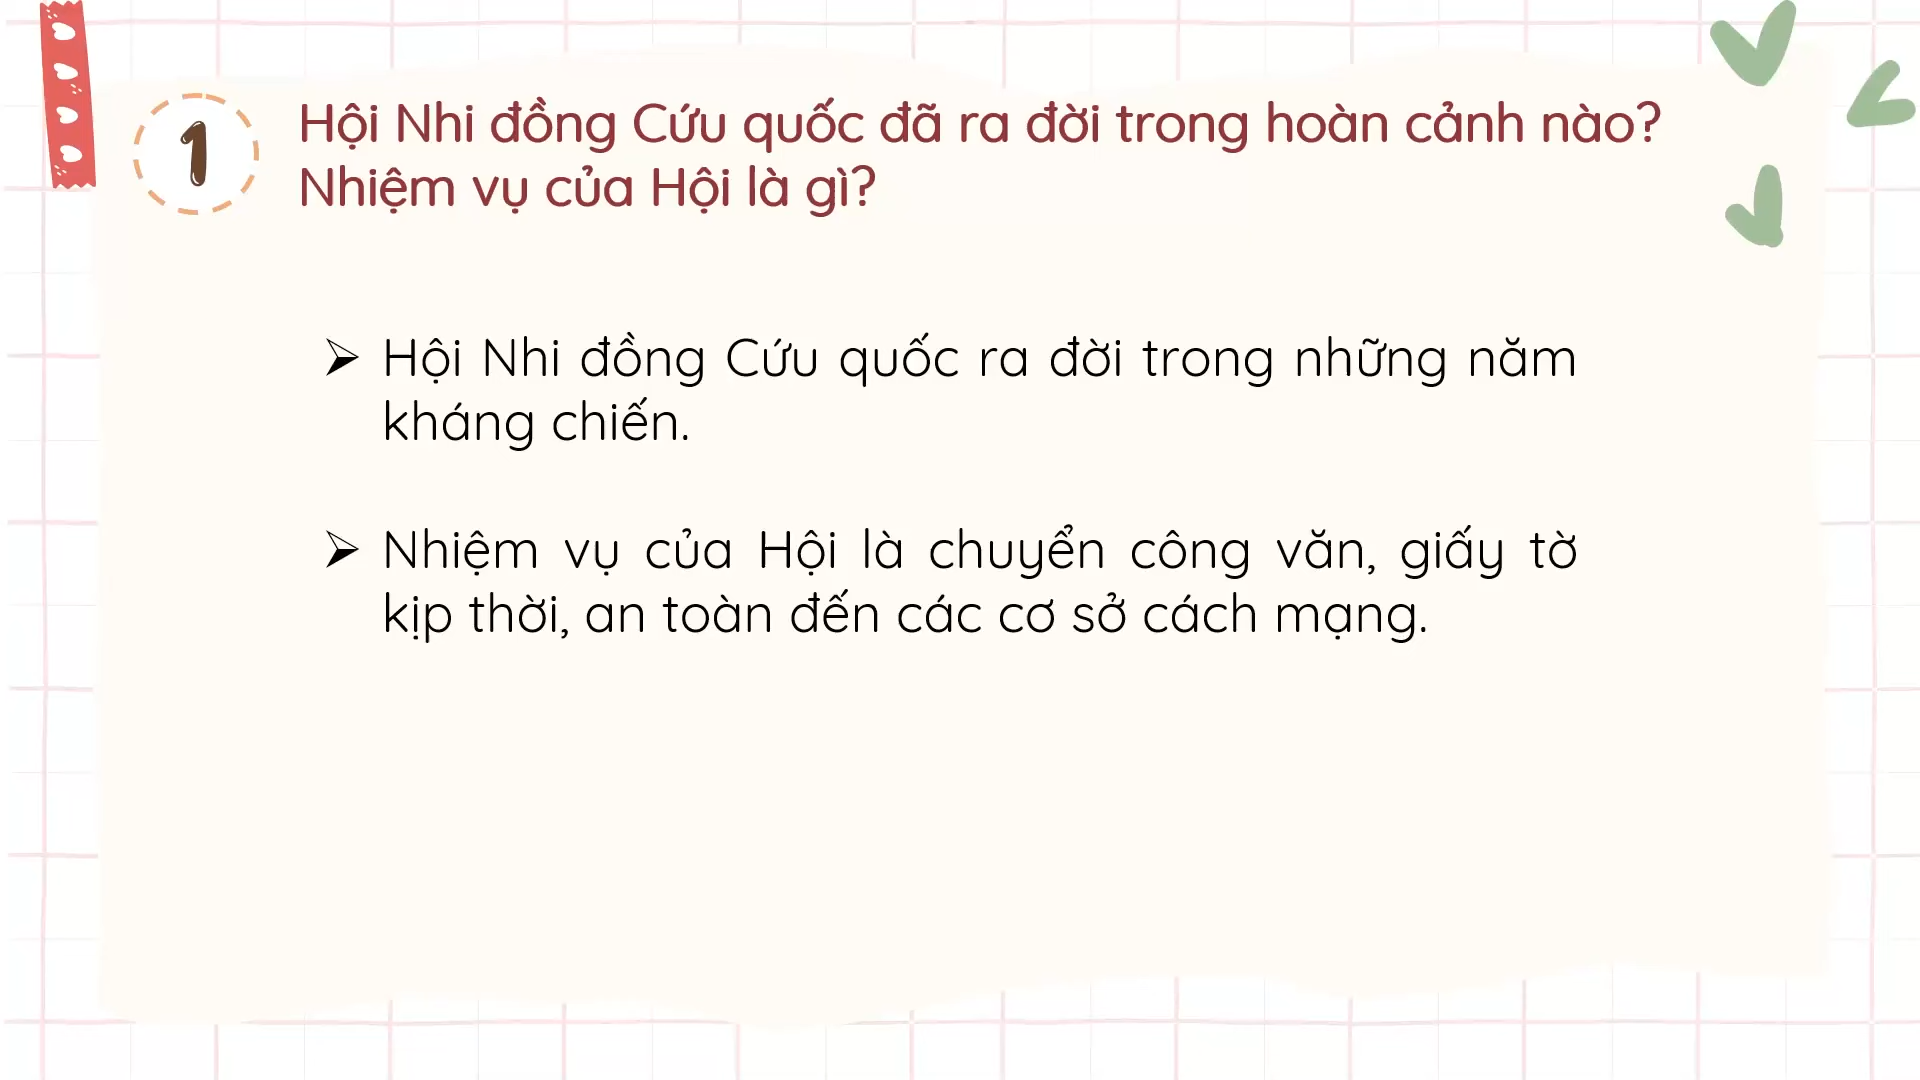 1
Hội Nhi đồng Cứu quốc đã ra đời trong hoàn cảnh nào?
Nhiệm vụ của Hội là gì?
➢ Hội Nhi đồng Cứu quốc ra đời trong những năm
kháng chiến.
➢ Nhiệm vụ của Hội là chuyển công văn, giấy tờ
kịp thời, an toàn đến các cơ sở cách mạng.